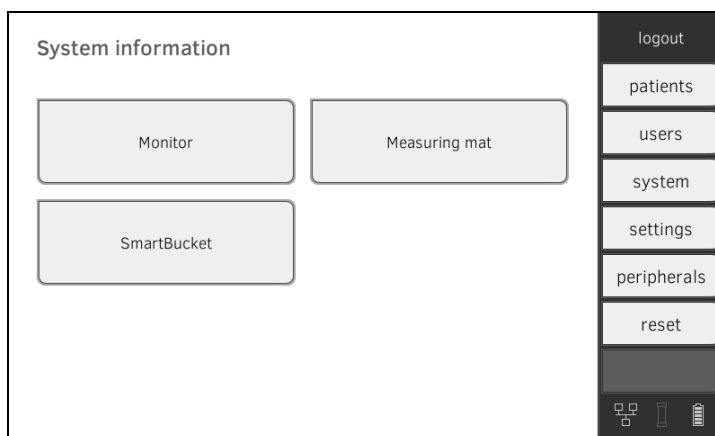 System information
Monitor
Measuring mat
SmartBucket
logout
patients
users
system
settings
peripherals
reset